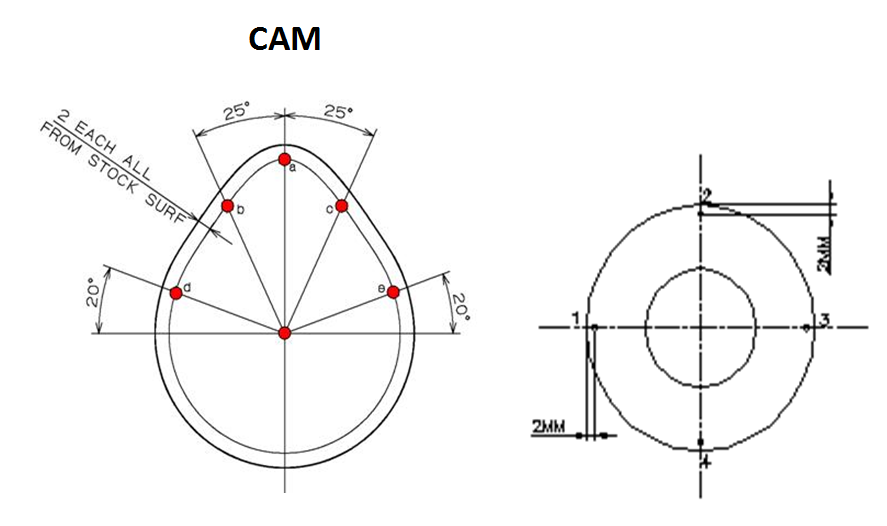 CAM
25°
25°
2 EACH ALL
FROM STOCK SURF
a
b
c
d
e
20°
20°
2
2MM
1
3
2MM
4